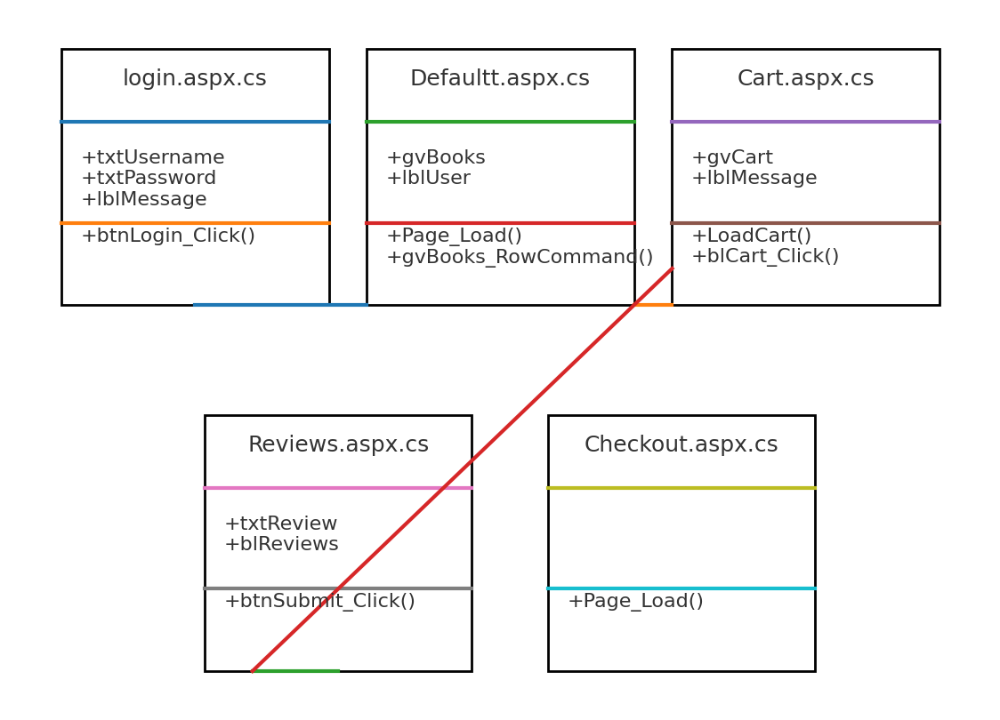 login.aspx.cs
+txtUsername
+txtPassword
+lblMessage
+btnLogin_Click()
Defaultt.aspx.cs
+gvBooks
+lblUser
+Page_Load()
+gvBooks_RowCommand()
Cart.aspx.cs
+gvCart
+lblMessage
+LoadCart()
+blCart_Click()
Reviews.aspx.cs
+txtReview
+blReviews
+btnSubmit_Click()
Checkout.aspx.cs
+Page_Load()